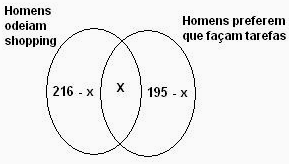 Homens
odeiam
shopping
Homens preferem
que façam tarefas
216 - x
x
195 - x